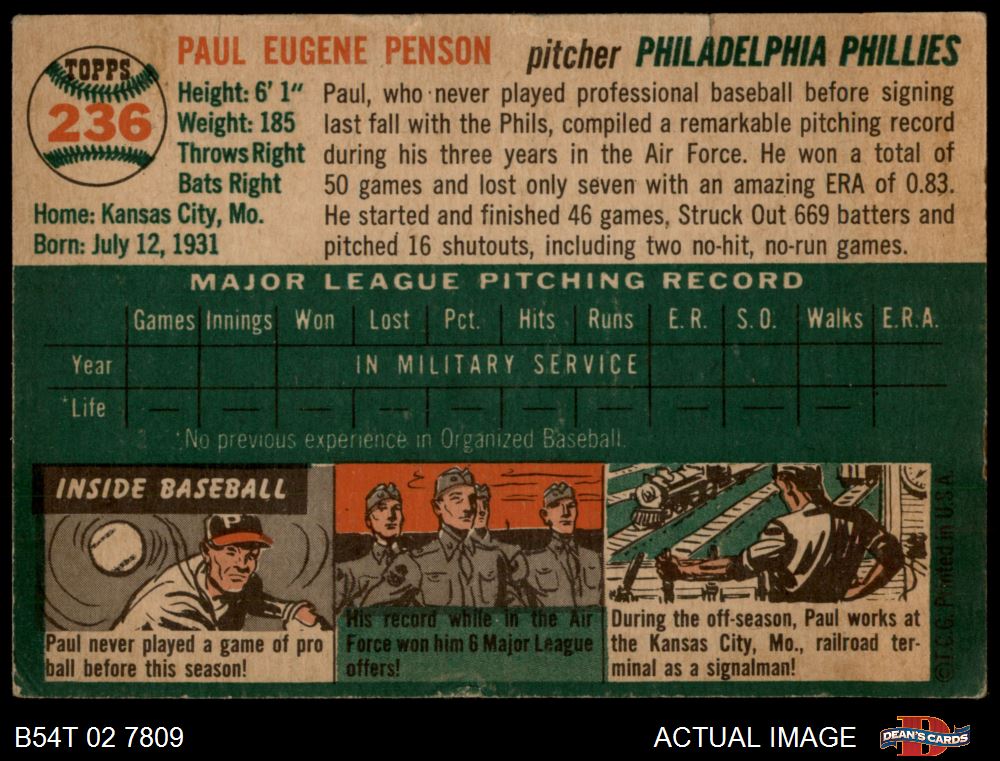 TOPPS
236
PAUL EUGENE PENSON pitcher PHILADELPHIA PHILLIES
Height: 6' 1"
Weight: 185
Throws Right
Bats Right
Home: Kansas City, Mo.
Born: July 12, 1931
Paul, who never played professional baseball before signing
last fall with the Phils, compiled a remarkable pitching record
during his three years in the Air Force. He won a total of
50 games and lost only seven with an amazing ERA of 0.83.
He started and finished 46 games, Struck Out 669 batters and
pitched 16 shutouts, including two no-hit, no-run games.
MAJOR LEAGUE PITCHING RECORD
Games Innings Won Lost Pct. Hits Runs E.R. S.O. Walks E.R.A.
Year IN MILITARY SERVICE
*Life — — — — — — — — — — —
*No previous experience in Organized Baseball.
INSIDE BASEBALL
Paul never played a game of pro
ball before this season!
His record while in the Air
Force won him 6 Major League
offers!
During the off-season, Paul works at
the Kansas City, Mo., railroad ter-
minal as a signalman!
©T.C.G. Printed in U.S.A.
B54T 02 7809
ACTUAL IMAGE
DEAN'S CARDS